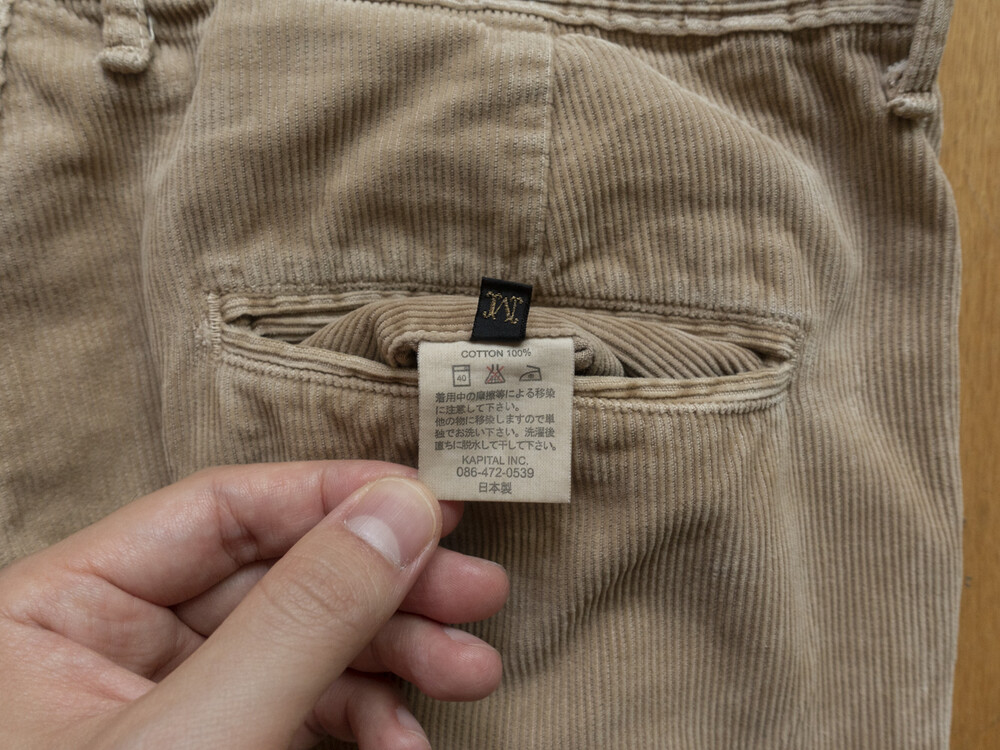 M
COTTON 100%
40
着用中の摩擦等による移染
に注意して下さい。
他の物に移染しますので単
独でお洗い下さい。洗濯後
直ちに脱水して干して下さい。
KAPITAL INC.
086-472-0539
日本製